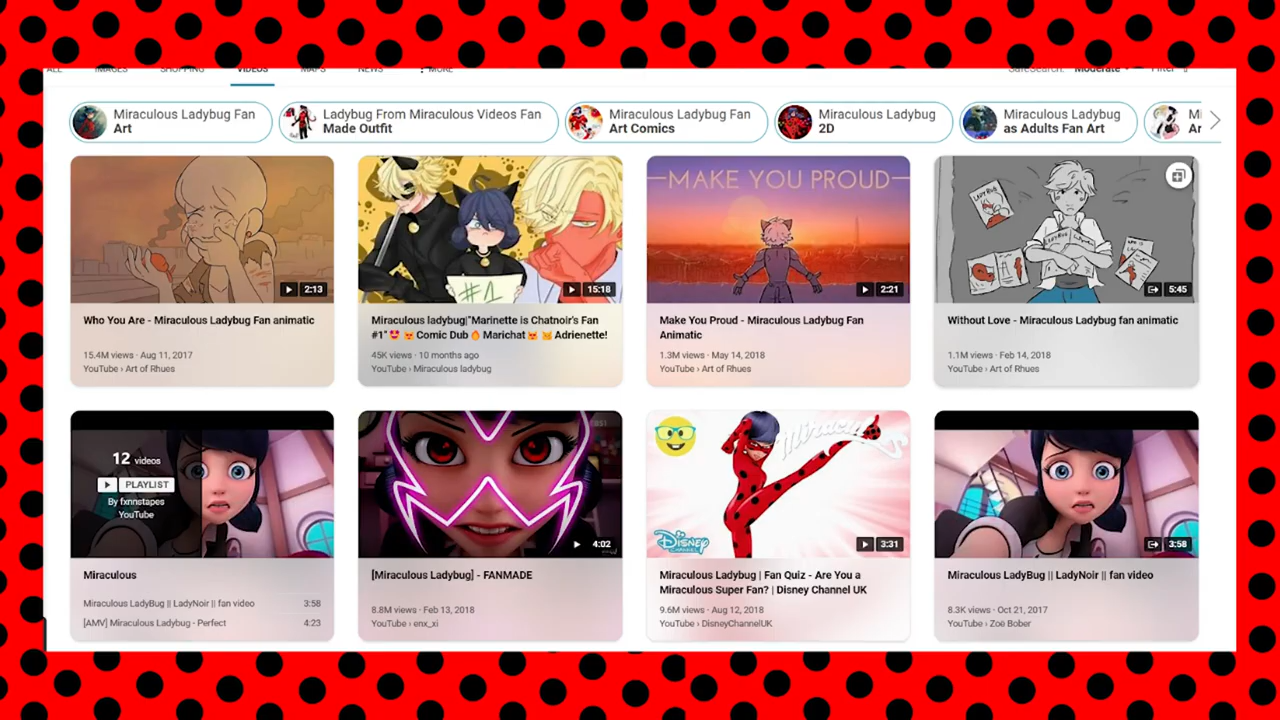 ALL IMAGES SHOPPING VIDEOS MAPS NEWS MORE SafeSearch: Moderate Filter
Miraculous Ladybug Fan
Art
Ladybug From Miraculous Videos Fan
Made Outfit
Miraculous Ladybug Fan
Art Comics
Miraculous Ladybug
2D
Miraculous Ladybug
as Adults Fan Art
2:13
#1
15:18
MAKE YOU PROUD
2:21
LADYBUG
5:45
Who You Are - Miraculous Ladybug Fan animatic
15.4M views · Aug 11, 2017
YouTube › Art of Rhues
Miraculous ladybug|"Marinette is Chatnoir's Fan
#1"😍 😸Comic Dub🔥Marichat😸 😸Adrienette!
45K views · 10 months ago
YouTube › Miraculous ladybug
Make You Proud - Miraculous Ladybug Fan
Animatic
1.3M views · May 14, 2018
YouTube › Art of Rhues
Without Love - Miraculous Ladybug fan animatic
1.1M views · Feb 14, 2018
YouTube › Art of Rhues
12 videos
PLAYLIST
By fxnnstapes
YouTube
4:02
Miraculous
Disney
CHANNEL
3:31
3:58
Miraculous
Miraculous LadyBug || LadyNoir || fan video 3:58
[AMV] Miraculous Ladybug - Perfect 4:23
[Miraculous Ladybug] - FANMADE
8.8M views · Feb 13, 2018
YouTube › enx_xi
Miraculous Ladybug | Fan Quiz - Are You a
Miraculous Super Fan? | Disney Channel UK
9.6M views · Aug 12, 2018
YouTube › DisneyChannelUK
Miraculous LadyBug || LadyNoir || fan video
8.3K views · Oct 21, 2017
YouTube › Zoë Bober